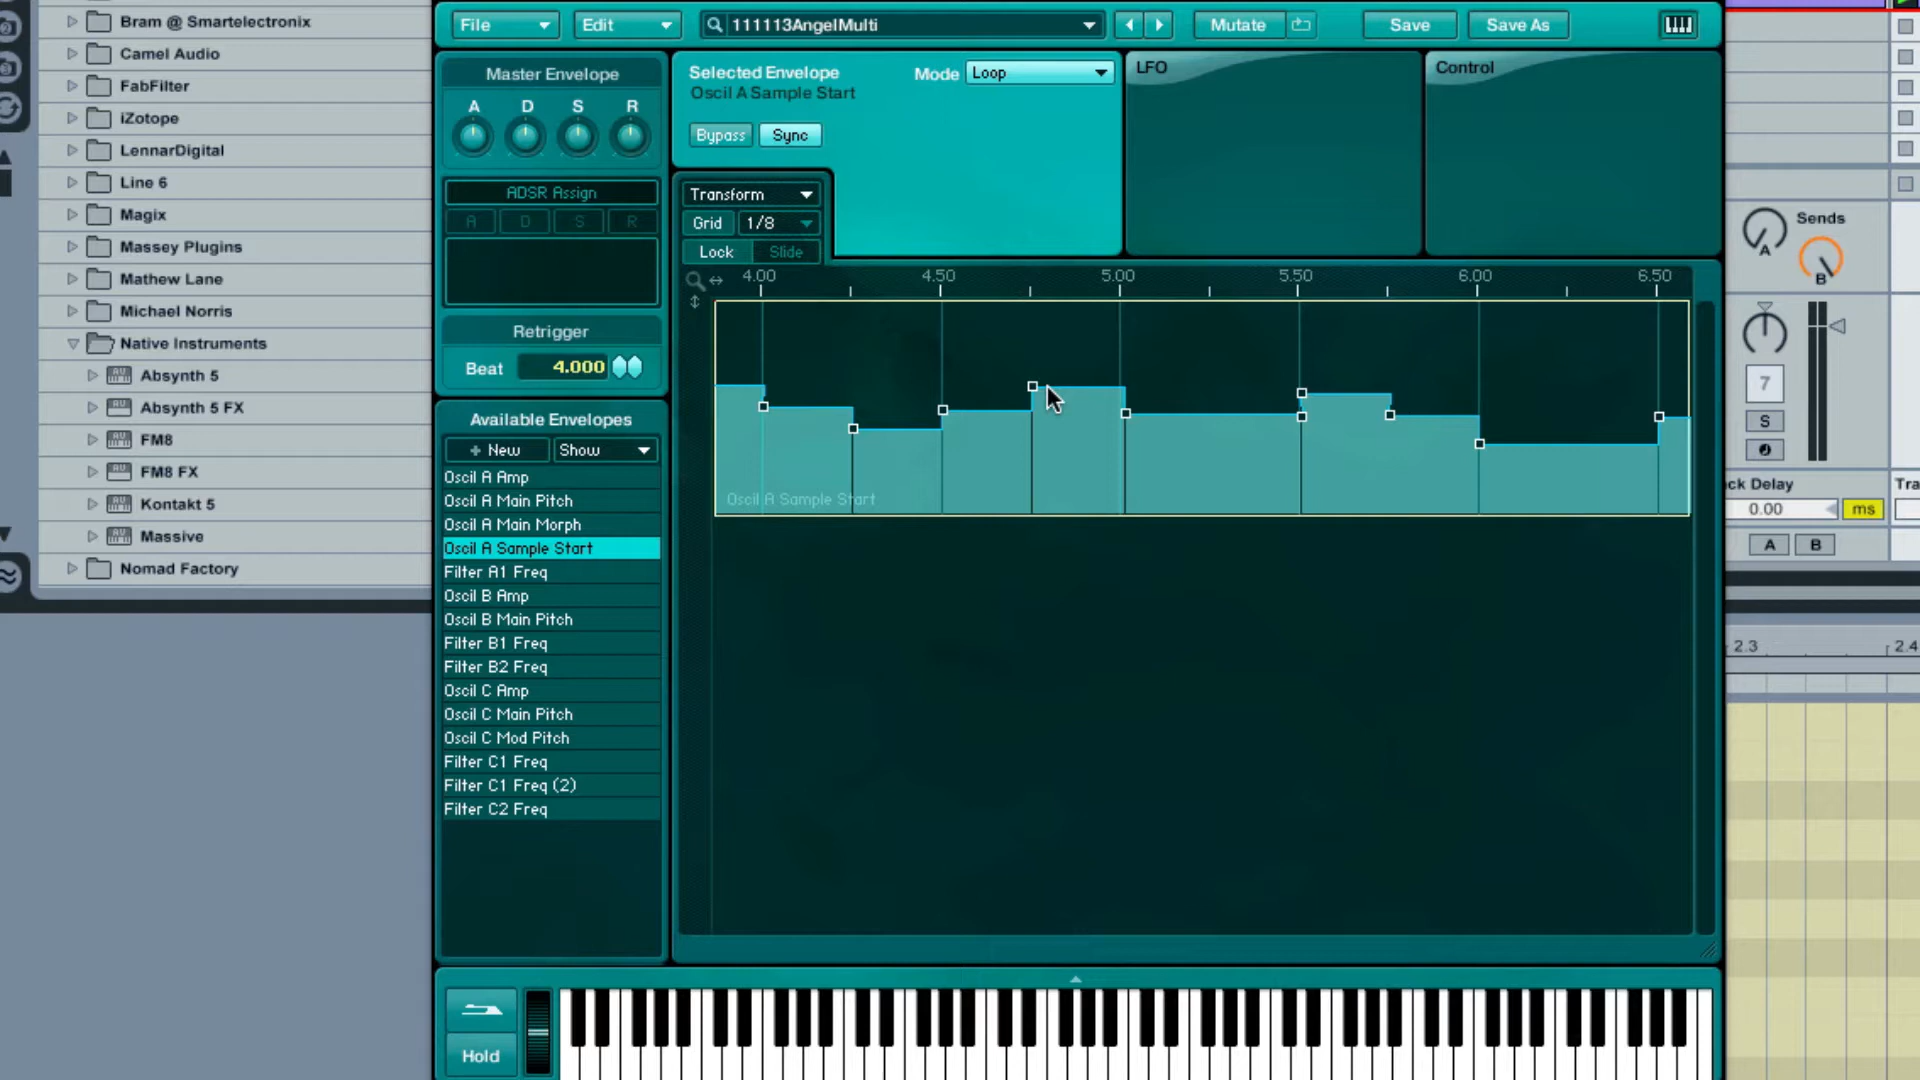 Bram @ Smartelectronix
Camel Audio
FabFilter
iZotope
LennarDigital
Line 6
Magix
Massey Plugins
Mathew Lane
Michael Norris
Native Instruments
Absynth 5
Absynth 5 FX
FM8
FM8 FX
Kontakt 5
Massive
Nomad Factory
File Edit 111113AngelMulti Mutate Save Save As
Master Envelope
A D S R
ADSR Assign
A D S R
Retrigger
Beat 4.000
Available Envelopes
+ New Show
Oscil A Amp
Oscil A Main Pitch
Oscil A Main Morph
Oscil A Sample Start
Filter A1 Freq
Oscil B Amp
Oscil B Main Pitch
Filter B1 Freq
Filter B2 Freq
Oscil C Amp
Oscil C Main Pitch
Oscil C Mod Pitch
Filter C1 Freq
Filter C1 Freq (2)
Filter C2 Freq
Selected Envelope Mode Loop
Oscil A Sample Start
Bypass Sync
LFO
Control
Transform
Grid 1/8
Lock Slide
4.00 4.50 5.00 5.50 6.00 6.50
Oscil A Sample Start
Hold
Sends
A
B
7
S
ck Delay Tra
0.00 ms
A B
2.3 2.4